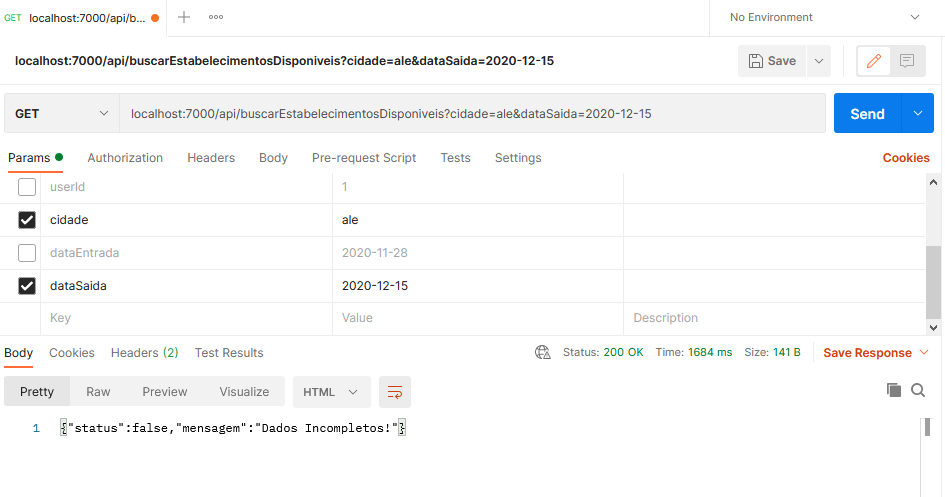 GET localhost:7000/api/b... No Environment
localhost:7000/api/buscarEstabelecimentosDisponiveis?cidade=ale&dataSaida=2020-12-15 Save
GET localhost:7000/api/buscarEstabelecimentosDisponiveis?cidade=ale&dataSaida=2020-12-15 Send
Params Authorization Headers Body Pre-request Script Tests Settings Cookies
userId 1
cidade ale
dataEntrada 2020-11-28
dataSaida 2020-12-15
Key Value Description
Body Cookies Headers (2) Test Results Status: 200 OK Time: 1684 ms Size: 141 B Save Response
Pretty Raw Preview Visualize HTML
1 {"status":false,"mensagem":"Dados Incompletos!"}